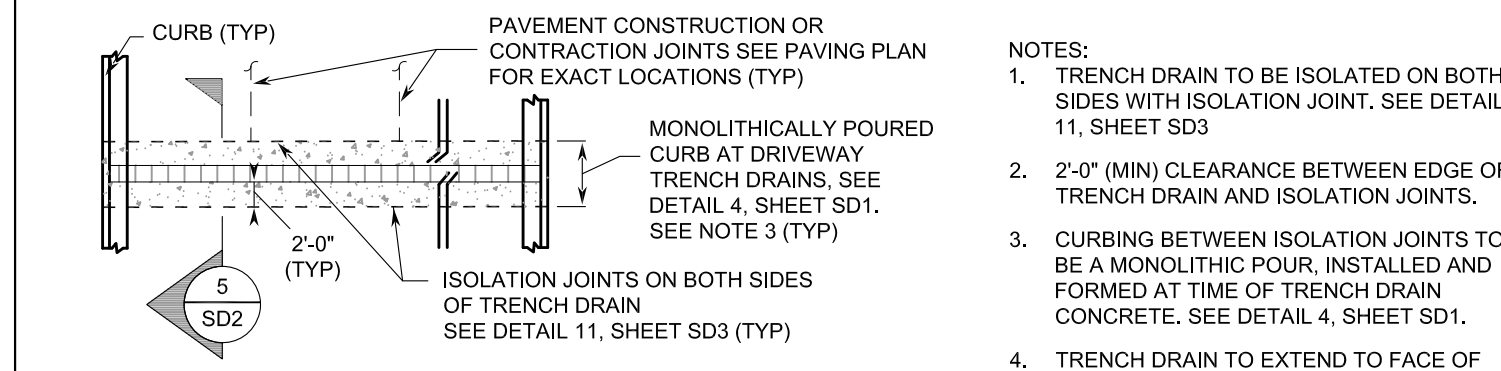 CURB (TYP)
PAVEMENT CONSTRUCTION OR
CONTRACTION JOINTS SEE PAVING PLAN
FOR EXACT LOCATIONS (TYP)
MONOLITHICALLY POURED
CURB AT DRIVEWAY
TRENCH DRAINS, SEE
DETAIL 4, SHEET SD1.
SEE NOTE 3 (TYP)
2'-0"
(TYP)
5
SD2
ISOLATION JOINTS ON BOTH SIDES
OF TRENCH DRAIN
SEE DETAIL 11, SHEET SD3 (TYP)
NOTES:
1. TRENCH DRAIN TO BE ISOLATED ON BOTH
SIDES WITH ISOLATION JOINT. SEE DETAIL
11, SHEET SD3
2. 2'-0" (MIN) CLEARANCE BETWEEN EDGE OF
TRENCH DRAIN AND ISOLATION JOINTS.
3. CURBING BETWEEN ISOLATION JOINTS TO
BE A MONOLITHIC POUR, INSTALLED AND
FORMED AT TIME OF TRENCH DRAIN
CONCRETE. SEE DETAIL 4, SHEET SD1.
4. TRENCH DRAIN TO EXTEND TO FACE OF